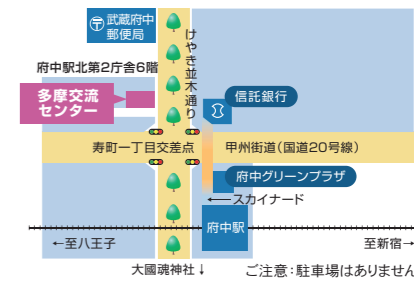 武蔵府中
郵便局
けやき並木通り
府中駅北第2庁舎6階
多摩交流
センター
信託銀行
寿町一丁目交差点
甲州街道(国道20号線)
府中グリーンプラザ
←スカイナード
府中駅
←至八王子
至新宿→
大國魂神社↓
ご注意:駐車場はありません